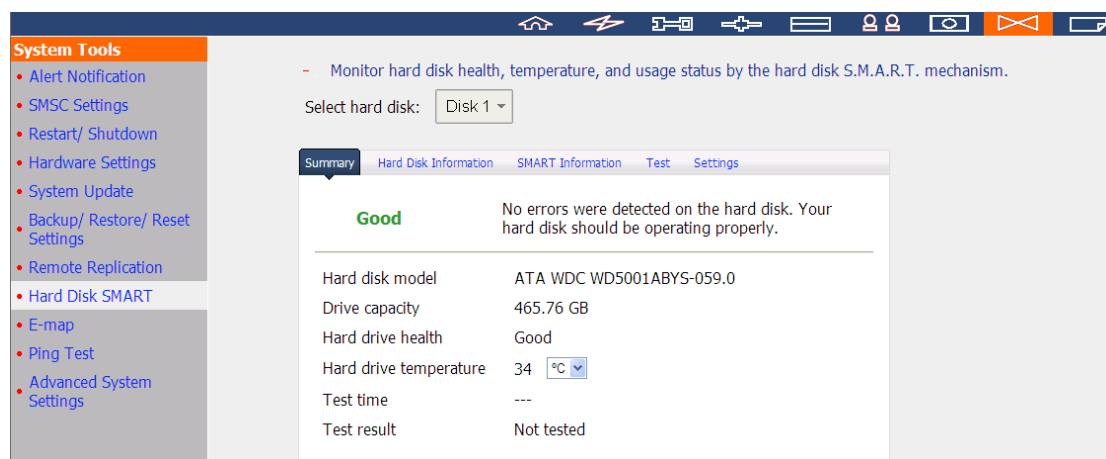 System Tools
• Alert Notification
• SMSC Settings
• Restart/ Shutdown
• Hardware Settings
• System Update
• Backup/ Restore/ Reset
Settings
• Remote Replication
• Hard Disk SMART
• E-map
• Ping Test
• Advanced System
Settings
– Monitor hard disk health, temperature, and usage status by the hard disk S.M.A.R.T. mechanism.
Select hard disk: Disk 1
Summary Hard Disk Information SMART Information Test Settings
Good
No errors were detected on the hard disk. Your
hard disk should be operating properly.
Hard disk model ATA WDC WD5001ABYS-059.0
Drive capacity 465.76 GB
Hard drive health Good
Hard drive temperature 34 ºC
Test time ---
Test result Not tested